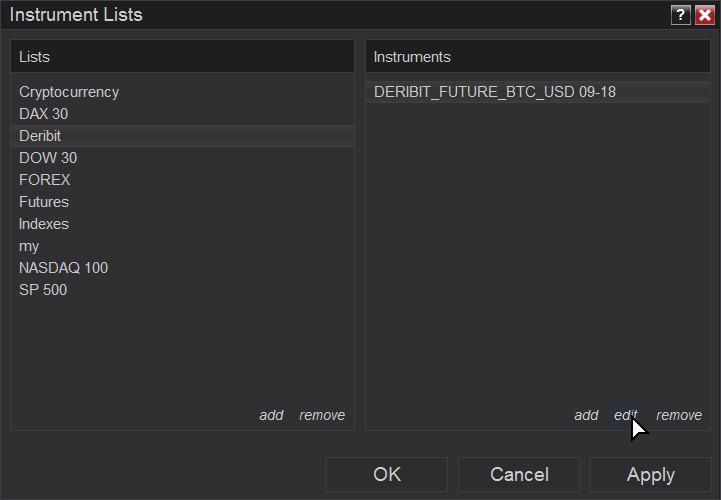 Instrument Lists
?
Lists
Cryptocurrency
DAX 30
Deribit
DOW 30
FOREX
Futures
Indexes
my
NASDAQ 100
SP 500
add remove
Instruments
DERIBIT_FUTURE_BTC_USD 09-18
add edit remove
OK Cancel Apply